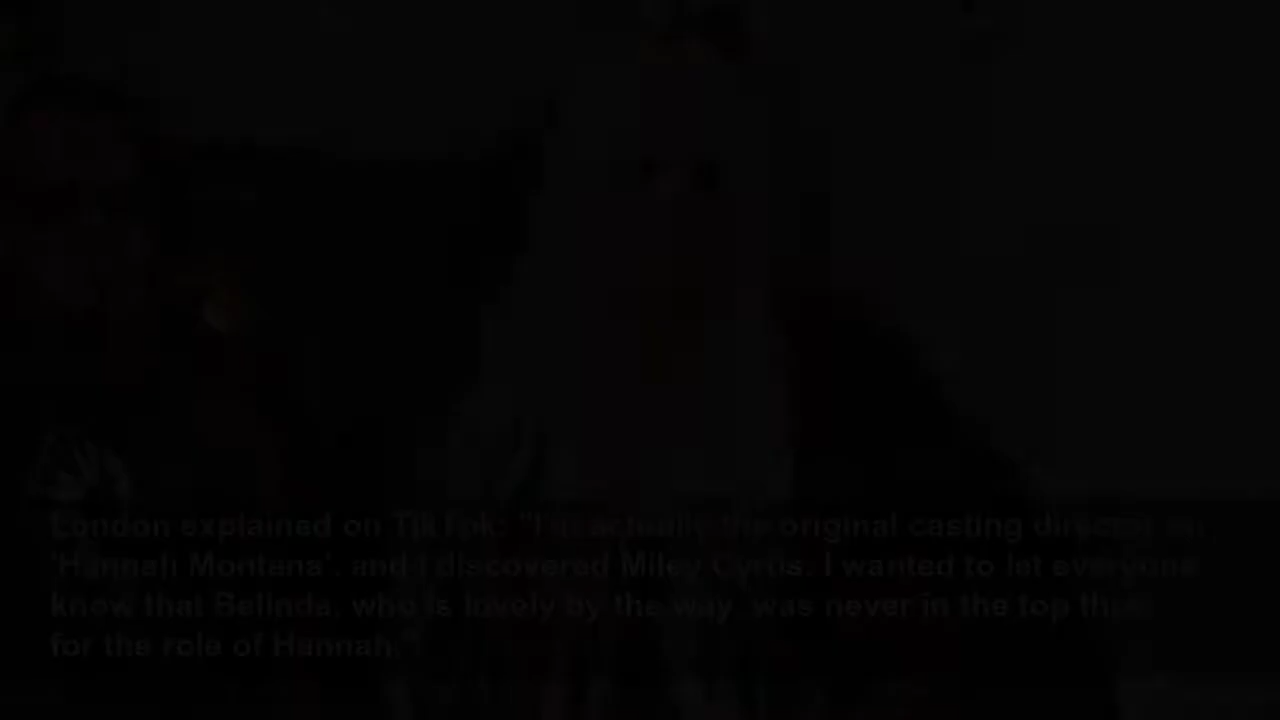 London explained on TikTok: "I'm actually the original casting director on
'Hannah Montana', and I discovered Miley Cyrus. I wanted to let everyone
know that Belinda, who is lovely by the way, was never in the top
for the role of Hannah."